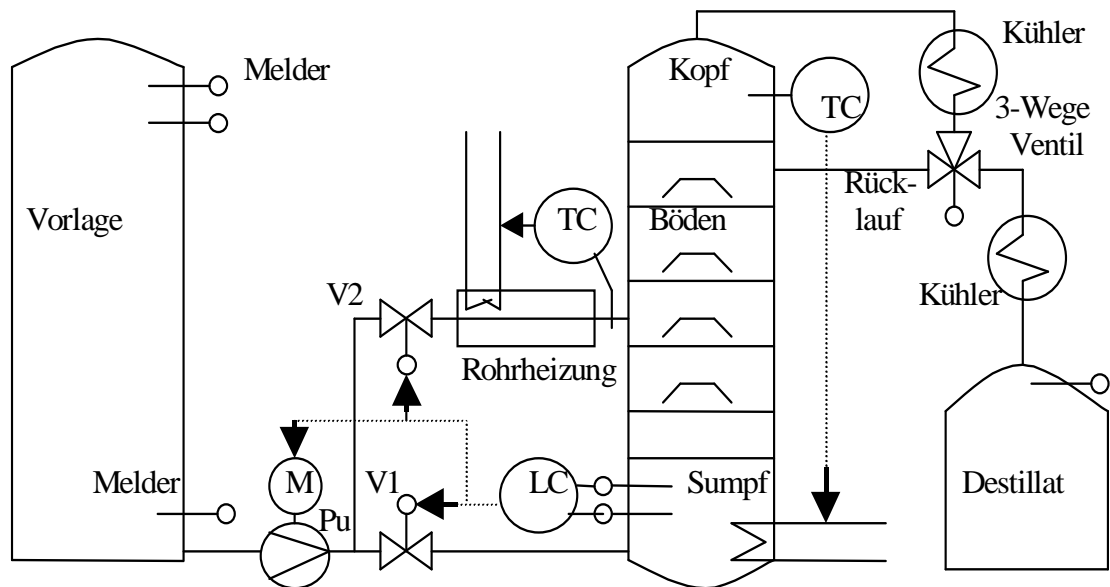 Melder
Kopf
Kühler
TC
3-Wege
Ventil
Vorlage
TC
Böden
Rück-
lauf
V2
Kühler
Rohrheizung
Melder
M
V1
LC
Sumpf
Destillat
Pu